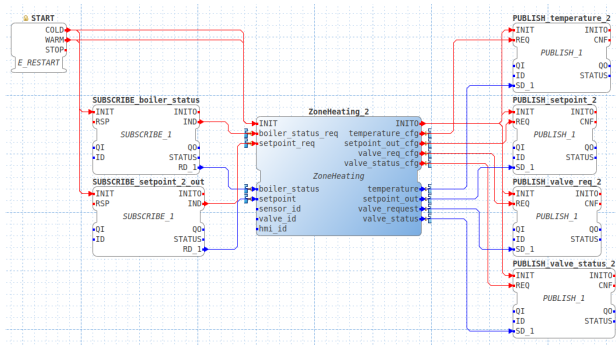 START
COLD
WARM
STOP
E_RESTART
SUBSCRIBE_boiler_status
INIT
RSP IND
SUBSCRIBE_1
QI QO
ID STATUS
RD_1
SUBSCRIBE_setpoint_2_out
INIT INITO
RSP IND
SUBSCRIBE_1
QI QO
ID STATUS
RD_1
ZoneHeating_2
INIT INITO
boiler_status_req temperature_cfg
setpoint_req setpoint_out_cfg
valve_req_cfg
valve_status_cfg
ZoneHeating
boiler_status temperature
setpoint setpoint_out
sensor_id valve_request
valve_id valve_status
hmi_id
PUBLISH_temperature_2
INIT INITO
REQ CNF
PUBLISH_1
QI QO
ID STATUS
SD_1
PUBLISH_setpoint_2
INIT INITO
REQ CNF
PUBLISH_1
QI QO
ID STATUS
SD_1
PUBLISH_valve_req_2
INIT INITO
REQ CNF
PUBLISH_1
QI QO
ID STATUS
SD_1
PUBLISH_valve_status_2
INIT INITO
REQ CNF
PUBLISH_1
QI QO
ID STATUS
SD_1